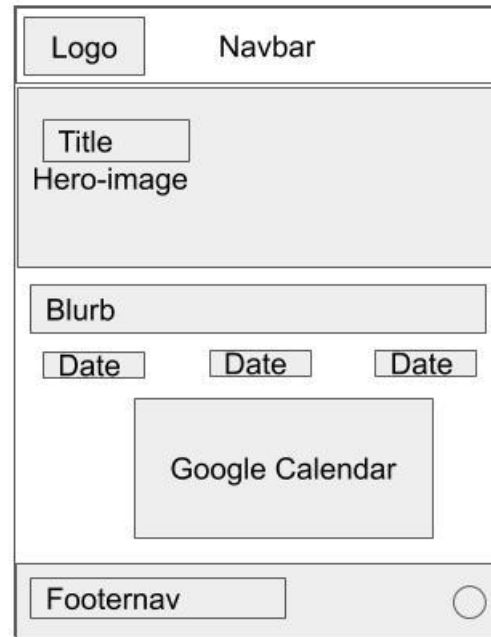 Logo Navbar
Title
Hero-image
Blurb
Date Date Date
Google Calendar
Footernav